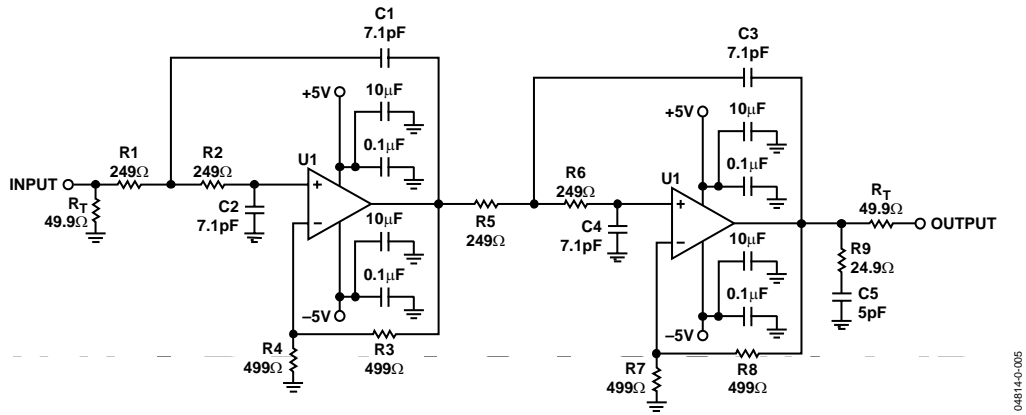 C1
7.1pF
C3
7.1pF
+5V
10μF
0.1μF
+5V
10μF
0.1μF
INPUT
R1
249Ω
R2
249Ω
U1
R6
249Ω
U1
RT
49.9Ω
OUTPUT
RT
49.9Ω
C2
7.1pF
+
–
R5
249Ω
C4
7.1pF
+
–
R9
24.9Ω
C5
5pF
10μF
0.1μF
–5V
10μF
0.1μF
–5V
R4
499Ω
R3
499Ω
R7
499Ω
R8
499Ω
04814-0-005